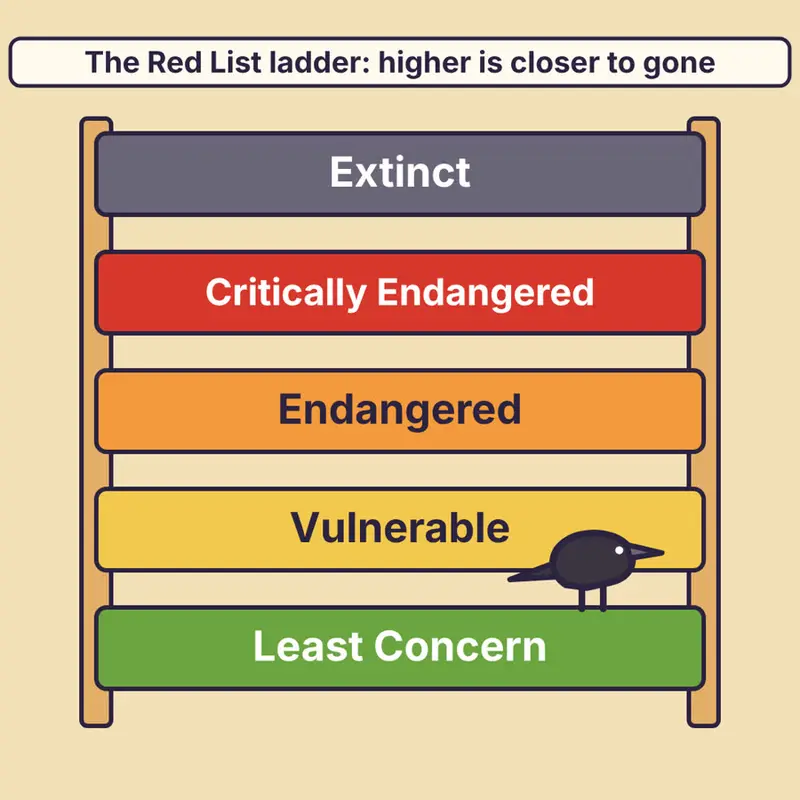 The Red List ladder: higher is closer to gone
Extinct
Critically Endangered
Endangered
Vulnerable
Least Concern